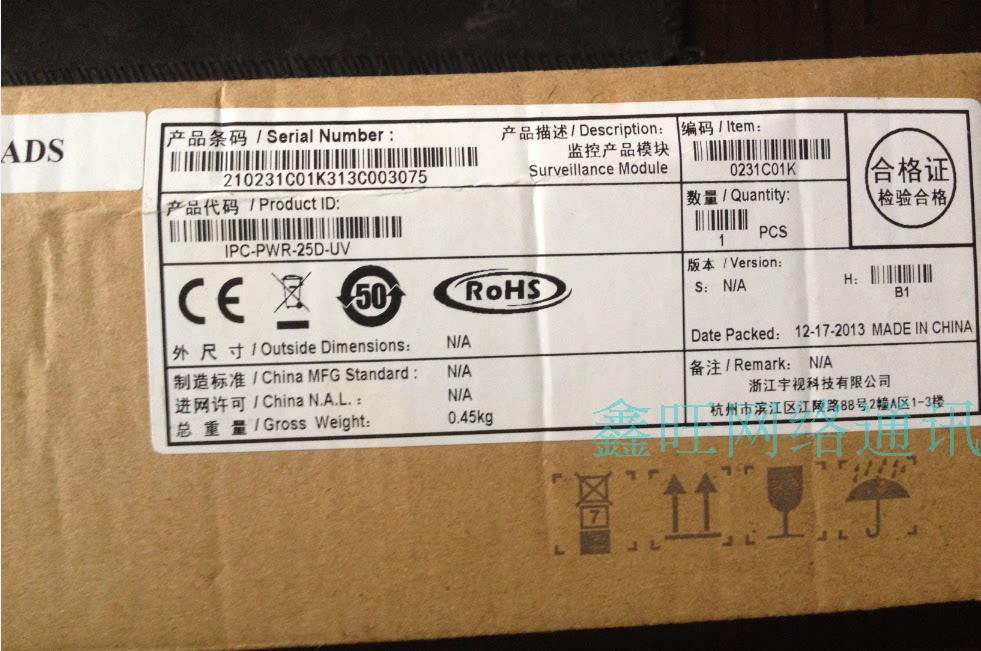 ADS
产品条码 / Serial Number :
210231C01K313C003075
产品描述 / Description:
监控产品模块
Surveillance Module
编码 / Item:
0231C01K
合格证
检验合格
产品代码 / Product ID:
IPC-PWR-25D-UV
数量 / Quantity:
1 PCS
版本 / Version:
S: N/A
H:
B1
CE
50
RoHS
外 尺 寸 / Outside Dimensions: N/A
Date Packed: 12-17-2013 MADE IN CHINA
制造标准 / China MFG Standard : N/A
进网许可 / China N.A.L. : N/A
总 重 量 / Gross Weight: 0.45kg
备注 / Remark: N/A
浙江宇视科技有限公司
杭州市滨江区江陵路88号2幢A区1-3楼
鑫旺网络通讯
7